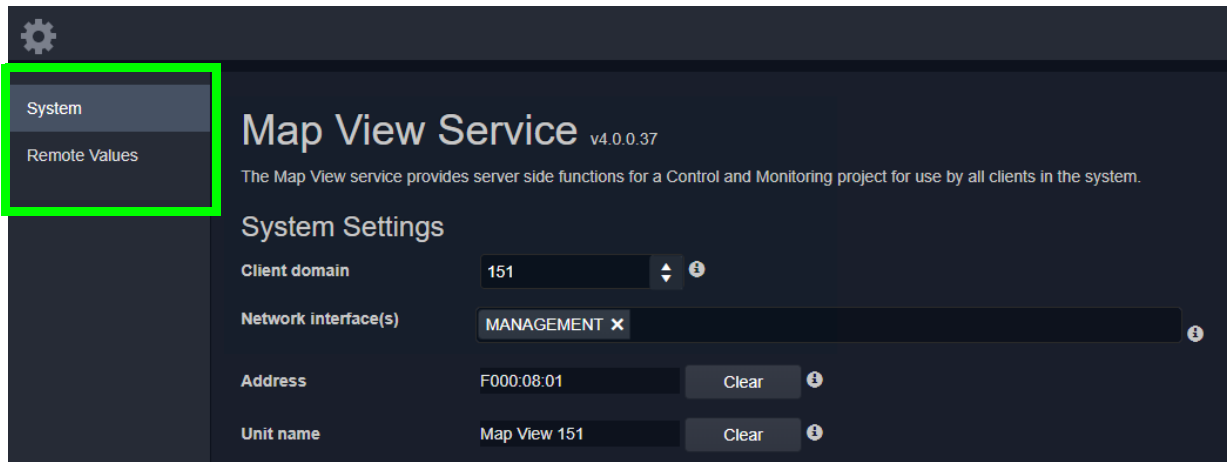 System
Remote Values
Map View Service v4.0.0.37
The Map View service provides server side functions for a Control and Monitoring project for use by all clients in the system.
System Settings
Client domain 151
Network interface(s) MANAGEMENT ✕
Address F000:08:01 Clear
Unit name Map View 151 Clear